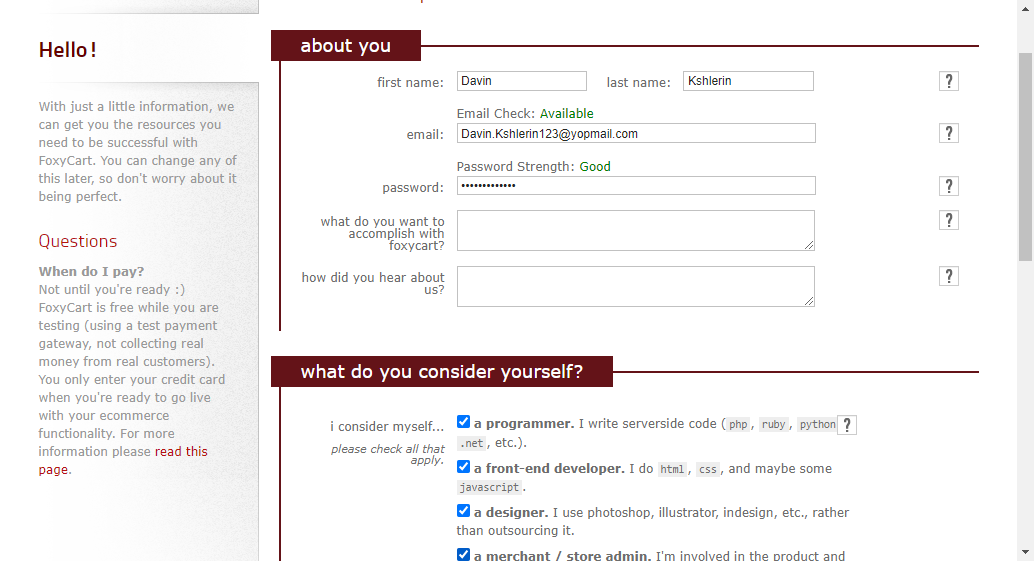 Hello!
With just a little information, we
can get you the resources you
need to be successful with
FoxyCart. You can change any of
this later, so don't worry about it
being perfect.
Questions
When do I pay?
Not until you're ready :)
FoxyCart is free while you are
testing (using a test payment
gateway, not collecting real
money from real customers).
You only enter your credit card
when you're ready to go live
with your ecommerce
functionality. For more
information please read this
page.
about you
first name: Davin last name: Kshlerin ?
Email Check: Available
email: Davin.Kshlerin123@yopmail.com ?
Password Strength: Good
password: ••••••••••••• ?
what do you want to
accomplish with
foxycart?
?
how did you hear about
us?
?
what do you consider yourself?
i consider myself...
please check all that
apply.
a programmer. I write serverside code (php, ruby, python ?
.net, etc.).
a front-end developer. I do html, css, and maybe some
javascript.
a designer. I use photoshop, illustrator, indesign, etc., rather
than outsourcing it.
a merchant / store admin. I'm involved in the product and